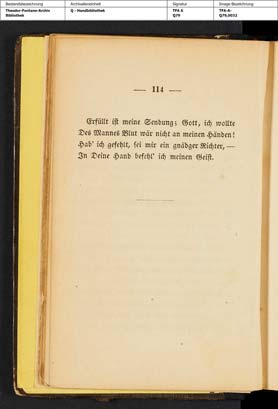 Bestandsbezeichnung Archivalieneinheit Signatur Image-Bezeichnung
Theodor-Fontane-Archiv Q - Handbibliothek TFA A TFA-A-
Bibliothek Q79 Q79,0032
— 114 —
Erfüllt ist meine Sendung; Gott, ich wollte
Des Mannes Blut wär nicht an meinen Händen!
Hab' ich gefehlt, sei mir ein gnädger Richter, —
In Deine Hand befehl' ich meinen Geist.